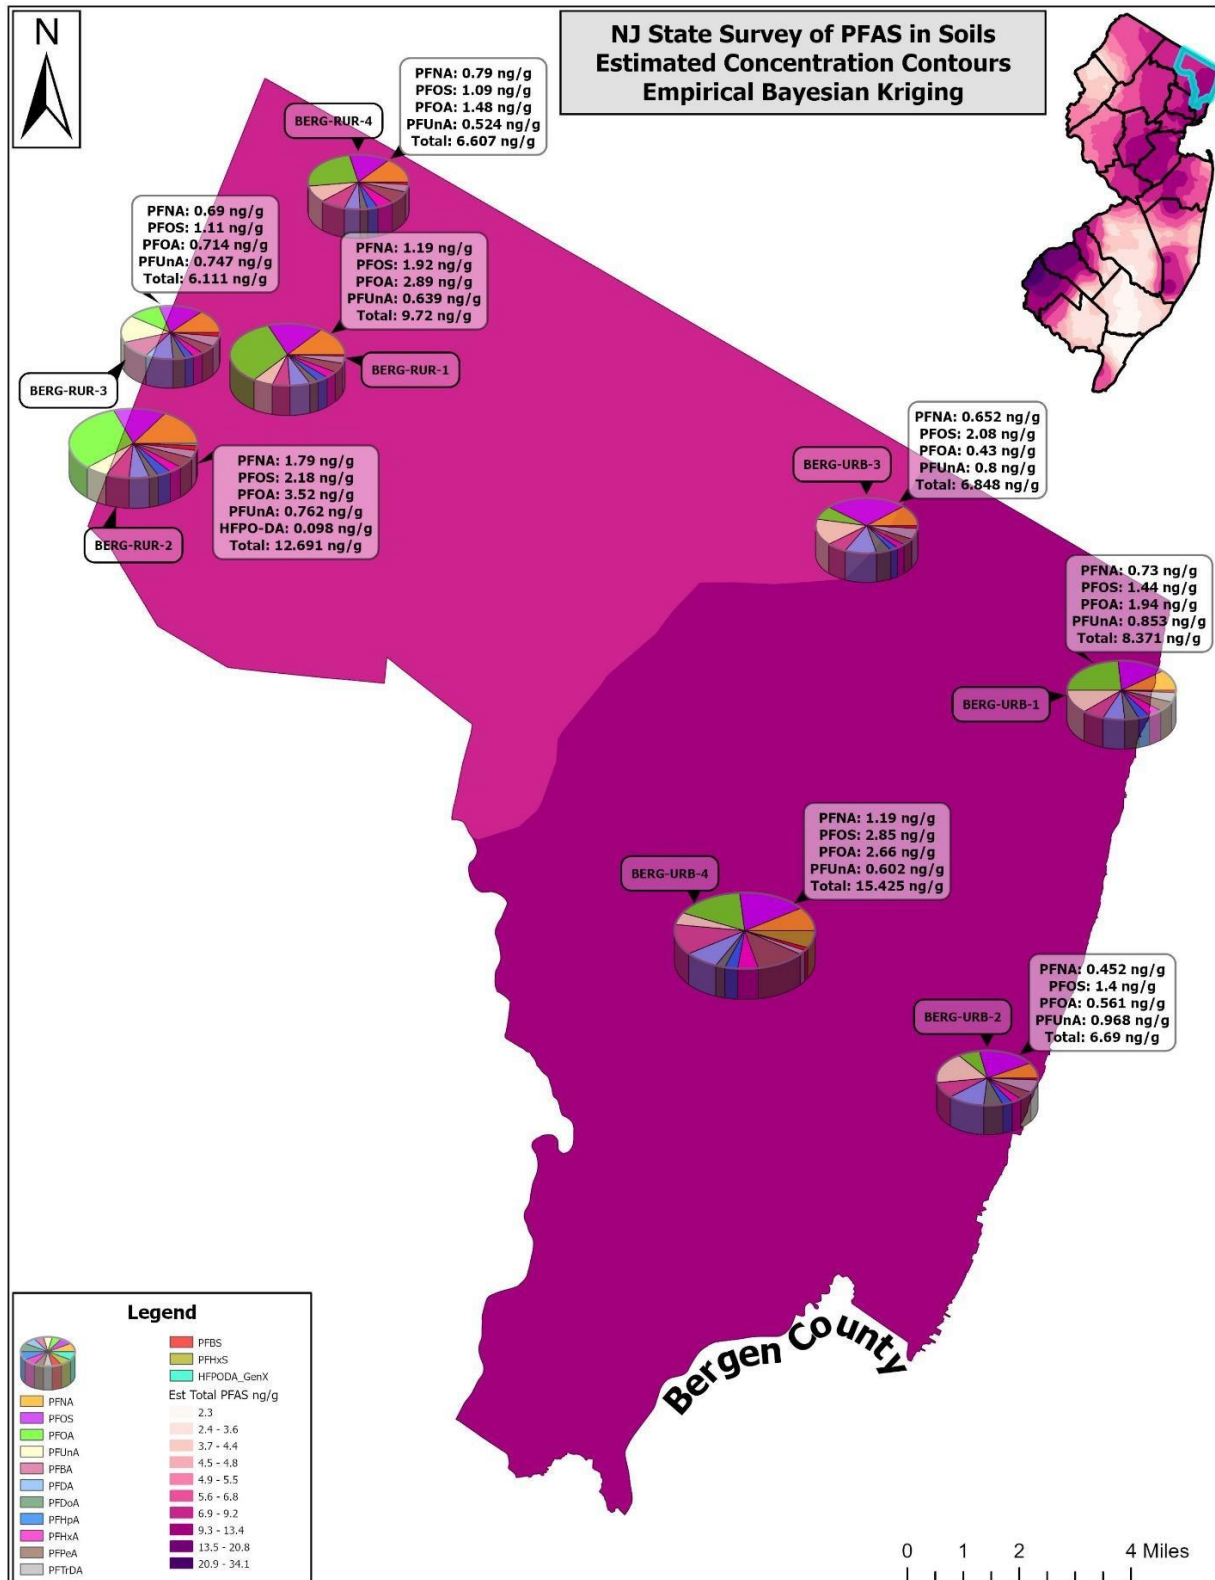 N
NJ State Survey of PFAS in Soils
Estimated Concentration Contours
Empirical Bayesian Kriging
PFNA: 0.79 ng/g
PFOS: 1.09 ng/g
PFOA: 1.48 ng/g
PFUnA: 0.524 ng/g
Total: 6.607 ng/g
BERG-RUR-4
PFNA: 0.69 ng/g
PFOS: 1.11 ng/g
PFOA: 0.714 ng/g
PFUnA: 0.747 ng/g
Total: 6.111 ng/g
PFNA: 1.19 ng/g
PFOS: 1.92 ng/g
PFOA: 2.89 ng/g
PFUnA: 0.639 ng/g
Total: 9.72 ng/g
BERG-RUR-3
BERG-RUR-1
PFNA: 1.79 ng/g
PFOS: 2.18 ng/g
PFOA: 3.52 ng/g
PFUnA: 0.762 ng/g
HFPO-DA: 0.098 ng/g
Total: 12.691 ng/g
BERG-RUR-2
PFNA: 0.652 ng/g
PFOS: 2.08 ng/g
PFOA: 0.43 ng/g
PFUnA: 0.8 ng/g
Total: 6.848 ng/g
BERG-URB-3
PFNA: 0.73 ng/g
PFOS: 1.44 ng/g
PFOA: 1.94 ng/g
PFUnA: 0.853 ng/g
Total: 8.371 ng/g
BERG-URB-1
PFNA: 1.19 ng/g
PFOS: 2.85 ng/g
PFOA: 2.66 ng/g
PFUnA: 0.602 ng/g
Total: 15.425 ng/g
BERG-URB-4
PFNA: 0.452 ng/g
PFOS: 1.4 ng/g
PFOA: 0.561 ng/g
PFUnA: 0.968 ng/g
Total: 6.69 ng/g
BERG-URB-2
Bergen County
Legend
PFNA
PFOS
PFOA
PFUnA
PFBA
PFDA
PFDoA
PFHpA
PFHxA
PFPeA
PFTrDA
PFBS
PFHxS
HFPODA_GenX
Est Total PFAS ng/g
2.3
2.4 - 3.6
3.7 - 4.4
4.5 - 4.8
4.9 - 5.5
5.6 - 6.8
6.9 - 9.2
9.3 - 13.4
13.5 - 20.8
20.9 - 34.1
0 1 2 4 Miles